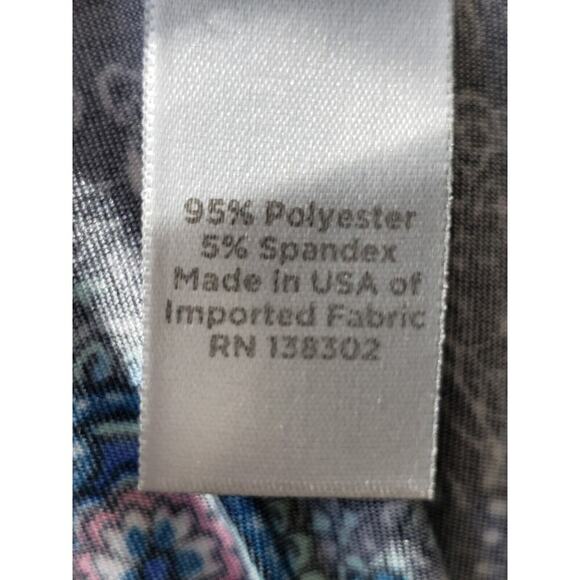 95% Polyester
5% Spandex
Made in USA of
Imported Fabric
RN 138302